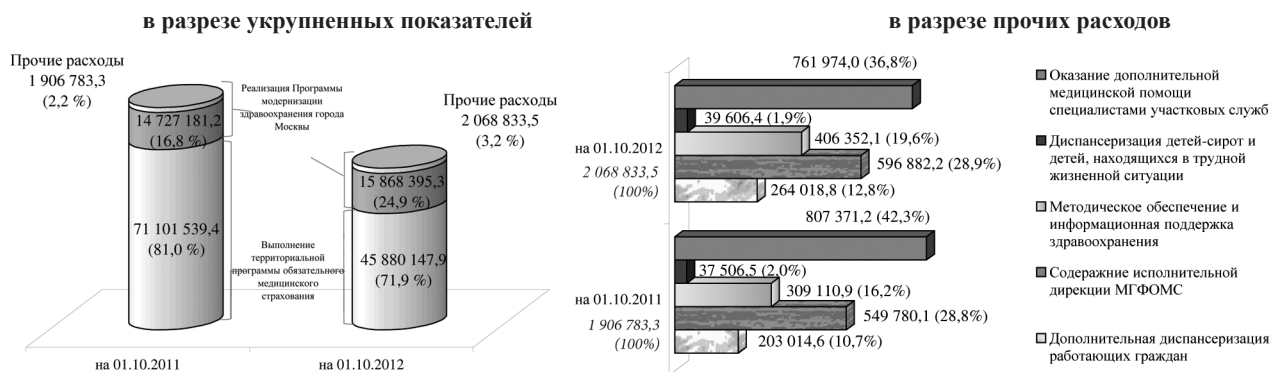 в разрезе укрупненных показателей
Прочие расходы
1 906 783,3
(2,2 %)
Реализация Программы
модернизации
здравоохранения города
Москвы
Прочие расходы
2 068 833,5
(3,2 %)
14 727 181,2
(16,8 %)
15 868 395,3
(24,9 %)
71 101 539,4
(81,0 %)
Выполнение
территориальной
программы обязательного
медицинского
страхования
45 880 147,9
(71,9 %)
на 01.10.2011
на 01.10.2012
в разрезе прочих расходов
761 974,0 (36,8%)
39 606,4 (1,9%)
406 352,1 (19,6%)
на 01.10.2012
2 068 833,5
(100%)
596 882,2 (28,9%)
264 018,8 (12,8%)
807 371,2 (42,3%)
37 506,5 (2,0%)
309 110,9 (16,2%)
на 01.10.2011
1 906 783,3
(100%)
549 780,1 (28,8%)
203 014,6 (10,7%)
Оказание дополнительной
медицинской помощи
специалистами участковых служб
Диспансеризация детей-сирот и
детей, находящихся в трудной
жизненной ситуации
Методическое обеспечение и
информационная поддержка
здравоохранения
Содержние исполнительной
дирекции МГФОМС
Дополнительная диспансеризация
работающих граждан